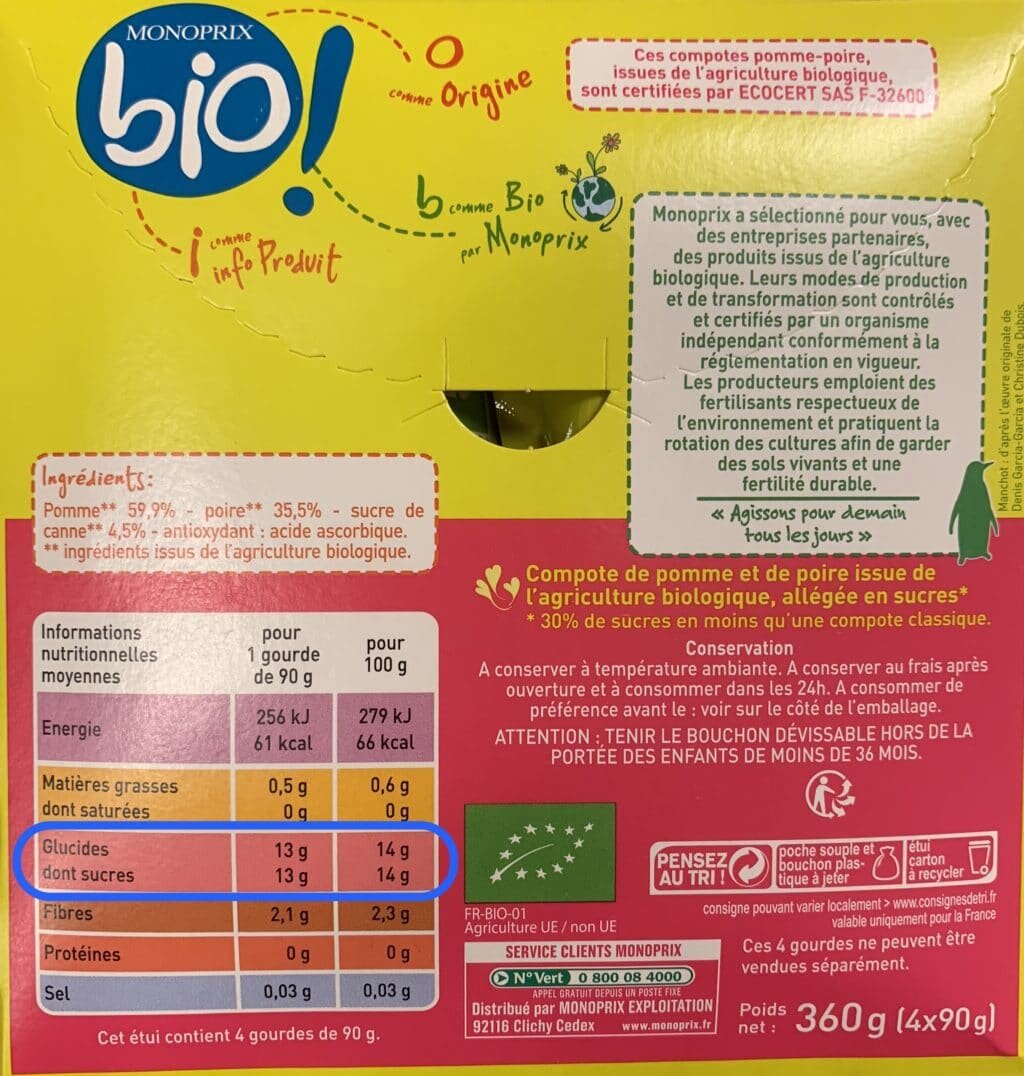 MONOPRIX
bio!
O
comme Origine
b comme Bio
par Monoprix
i comme
info Produit
Ces compotes pomme-poire,
issues de l'agriculture biologique,
sont certifiées par ECOCERT SAS F-32600
Monoprix a sélectionné pour vous, avec
des entreprises partenaires,
des produits issus de l'agriculture
biologique. Leurs modes de production
et de transformation sont contrôlés
et certifiés par un organisme
indépendant conformément à la
réglementation en vigueur.
Les producteurs emploient des
fertilisants respectueux de
l'environnement et pratiquent la
rotation des cultures afin de garder
des sols vivants et une
fertilité durable.
« Agissons pour demain
tous les jours »
Manchot : d'après l'œuvre originale de
Denis Garcia-Garcia et Christine Dubois.
Ingrédients:
Pomme** 59,9% - poire** 35,5% - sucre de
canne** 4,5% - antioxydant : acide ascorbique.
** ingrédients issus de l'agriculture biologique.
Compote de pomme et de poire issue de
l'agriculture biologique, allégée en sucres*
* 30% de sucres en moins qu'une compote classique.
Conservation
A conserver à température ambiante. A conserver au frais après
ouverture et à consommer dans les 24h. A consommer de
préférence avant le : voir sur le côté de l'emballage.
ATTENTION : TENIR LE BOUCHON DÉVISSABLE HORS DE LA
PORTÉE DES ENFANTS DE MOINS DE 36 MOIS.
Informations nutritionnelles moyennes pour 1 gourde de 90 g pour 100 g
Energie 256 kJ 279 kJ
61 kcal 66 kcal
Matières grasses 0,5 g 0,6 g
dont saturées 0 g 0 g
Glucides 13 g 14 g
dont sucres 13 g 14 g
Fibres 2,1 g 2,3 g
Protéines 0 g 0 g
Sel 0,03 g 0,03 g
Cet étui contient 4 gourdes de 90 g.
FR-BIO-01
Agriculture UE / non UE
SERVICE CLIENTS MONOPRIX
N° Vert 0 800 08 4000
APPEL GRATUIT DEPUIS UN POSTE FIXE
Distribué par MONOPRIX EXPLOITATION
92116 Clichy Cedex www.monoprix.fr
PENSEZ
AU TRI !
poche souple et
bouchon plas-
tique à jeter
étui
carton
à recycler
consigne pouvant varier localement > www.consignesdetri.fr
valable uniquement pour la France
Ces 4 gourdes ne peuvent être
vendues séparément.
Poids
net : 360 g (4x90g)